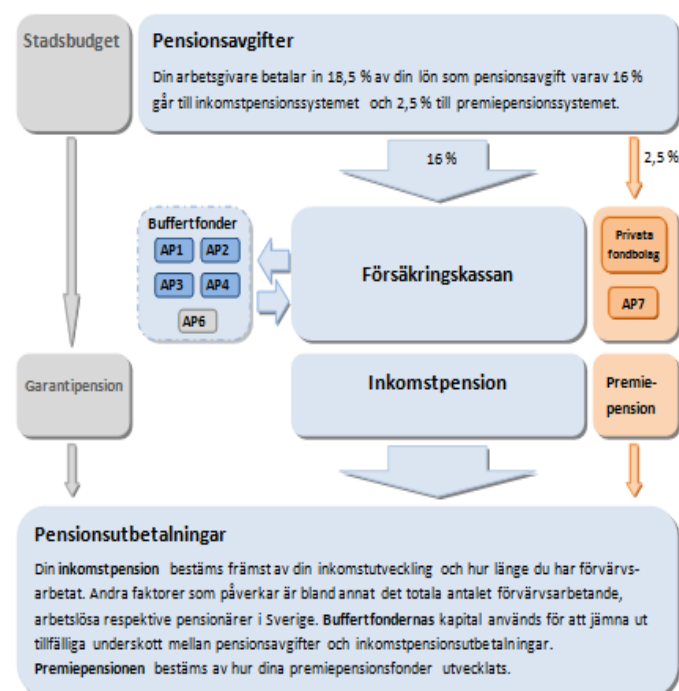 Stadsbudget
Pensionsavgifter
Din arbetsgivare betalar in 18,5 % av din lön som pensionsavgift varav 16 %
går till inkomstpensionssystemet och 2,5 % till premiepensionssystemet.
16 %
2,5 %
Buffertfonder
AP1 AP2
AP3 AP4
AP6
Försäkringskassan
Privata
fondbolag
AP7
Garantipension
Inkomstpension
Premie-
pension
Pensionsutbetalningar
Din inkomstpension bestäms främst av din inkomstutveckling och hur länge du har förvärvs-
arbetat. Andra faktorer som påverkar är bland annat det totala antalet förvärvsarbetande,
arbetslösa respektive pensionärer i Sverige. Buffertfondernas kapital används för att jämna ut
tillfälliga underskott mellan pensionsavgifter och inkomstpensionsutbetalningar.
Premiepensionen bestäms av hur dina premiepensionsfonder utvecklats.